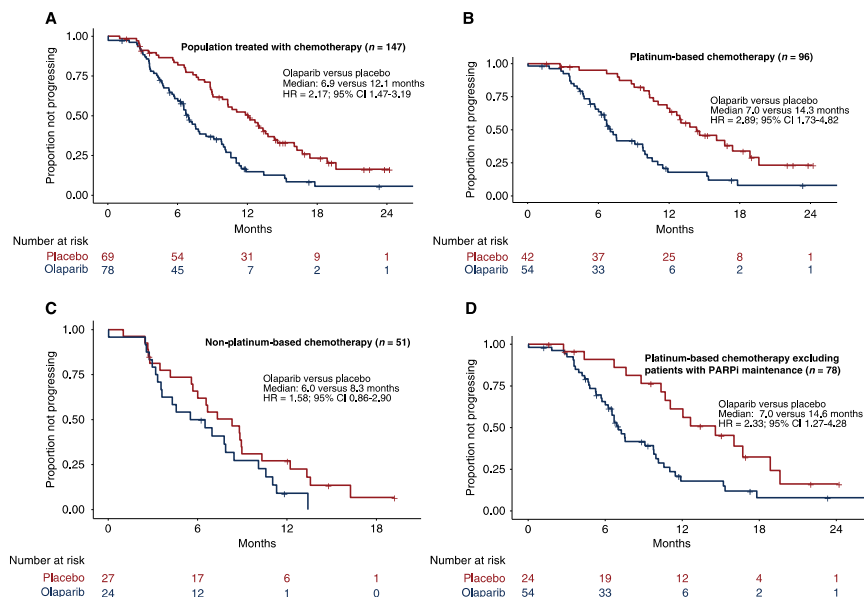 A
Population treated with chemotherapy (n = 147)
Olaparib versus placebo
Median: 6.9 versus 12.1 months
HR = 2.17; 95% CI 1.47-3.19
Proportion not progressing
1.00
0.75
0.50
0.25
0.00
0 6 12 18 24
Months
Number at risk
Placebo 69 54 31 9 1
Olaparib 78 45 7 2 1
B
Platinum-based chemotherapy (n = 96)
Olaparib versus placebo
Median 7.0 versus 14.3 months
HR = 2.89; 95% CI 1.73-4.82
Proportion not progressing
1.00
0.75
0.50
0.25
0.00
0 6 12 18 24
Months
Number at risk
Placebo 42 37 25 8 1
Olaparib 54 33 6 2 1
C
Non-platinum-based chemotherapy (n = 51)
Olaparib versus placebo
Median: 6.0 versus 8.3 months
HR = 1.58; 95% CI 0.86-2.90
Proportion not progressing
1.00
0.75
0.50
0.25
0.00
0 6 12 18
Months
Number at risk
Placebo 27 17 6 1
Olaparib 24 12 1 0
D
Platinum-based chemotherapy excluding
patients with PARPi maintenance (n = 78)
Olaparib versus placebo
Median: 7.0 versus 14,6 months
HR = 2.33; 95% CI 1.27-4.28
Proportion not progressing
1.00
0.75
0.50
0.25
0.00
0 6 12 18 24
Months
Number at risk
Placebo 24 19 12 4 1
Olaparib 54 33 6 2 1